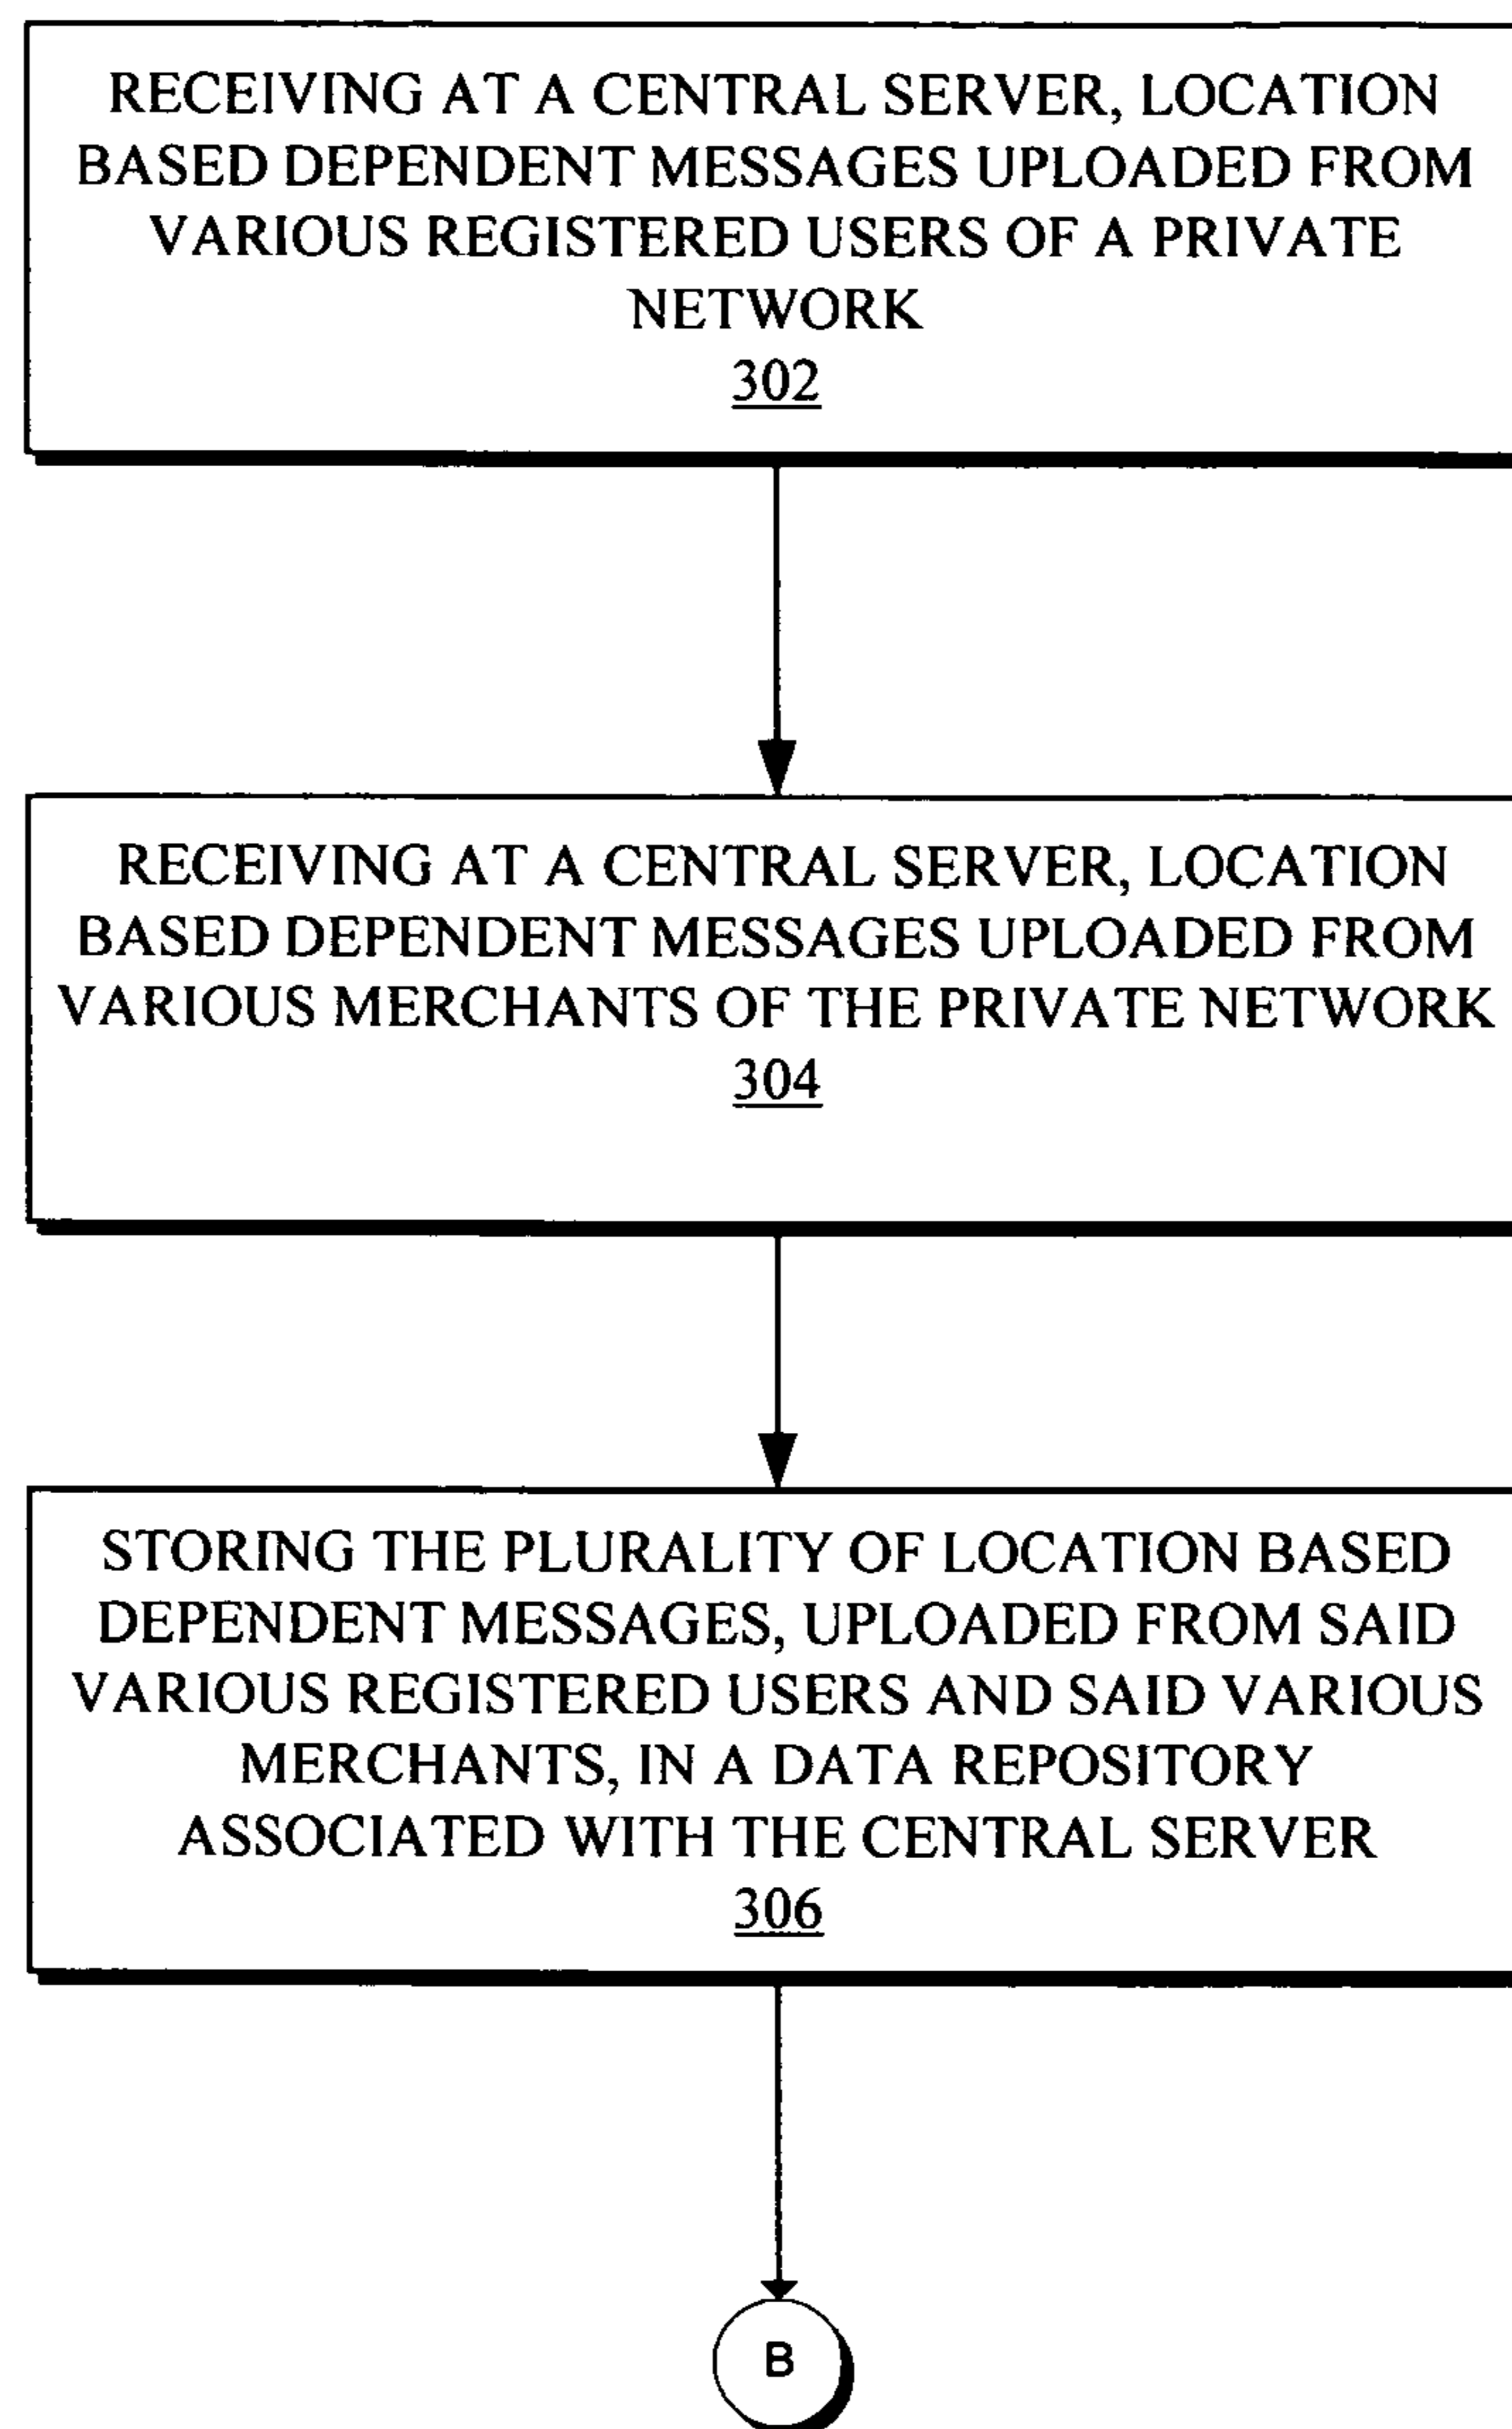 RECEIVING AT A CENTRAL SERVER, LOCATION
BASED DEPENDENT MESSAGES UPLOADED FROM
VARIOUS REGISTERED USERS OF A PRIVATE
NETWORK
302
RECEIVING AT A CENTRAL SERVER, LOCATION
BASED DEPENDENT MESSAGES UPLOADED FROM
VARIOUS MERCHANTS OF THE PRIVATE NETWORK
304
STORING THE PLURALITY OF LOCATION BASED
DEPENDENT MESSAGES, UPLOADED FROM SAID
VARIOUS REGISTERED USERS AND SAID VARIOUS
MERCHANTS, IN A DATA REPOSITORY
ASSOCIATED WITH THE CENTRAL SERVER
306
B